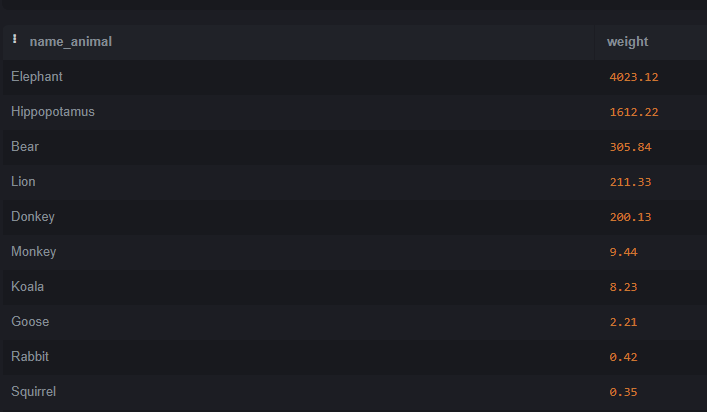 name_animal weight
Elephant 4023.12
Hippopotamus 1612.22
Bear 305.84
Lion 211.33
Donkey 200.13
Monkey 9.44
Koala 8.23
Goose 2.21
Rabbit 0.42
Squirrel 0.35